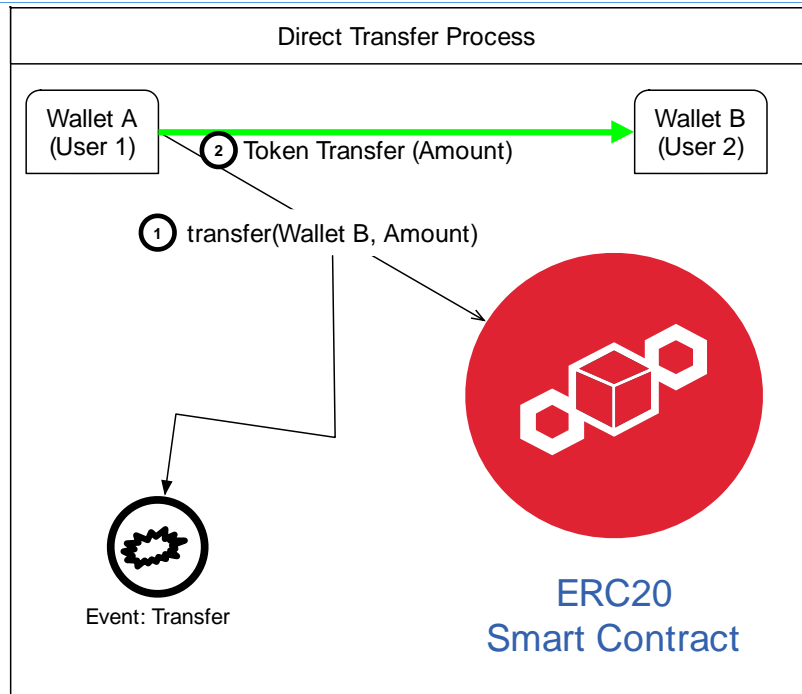 Direct Transfer Process
Wallet A
(User 1)
Wallet B
(User 2)
2 Token Transfer (Amount)
1 transfer(Wallet B, Amount)
Event: Transfer
ERC20
Smart Contract